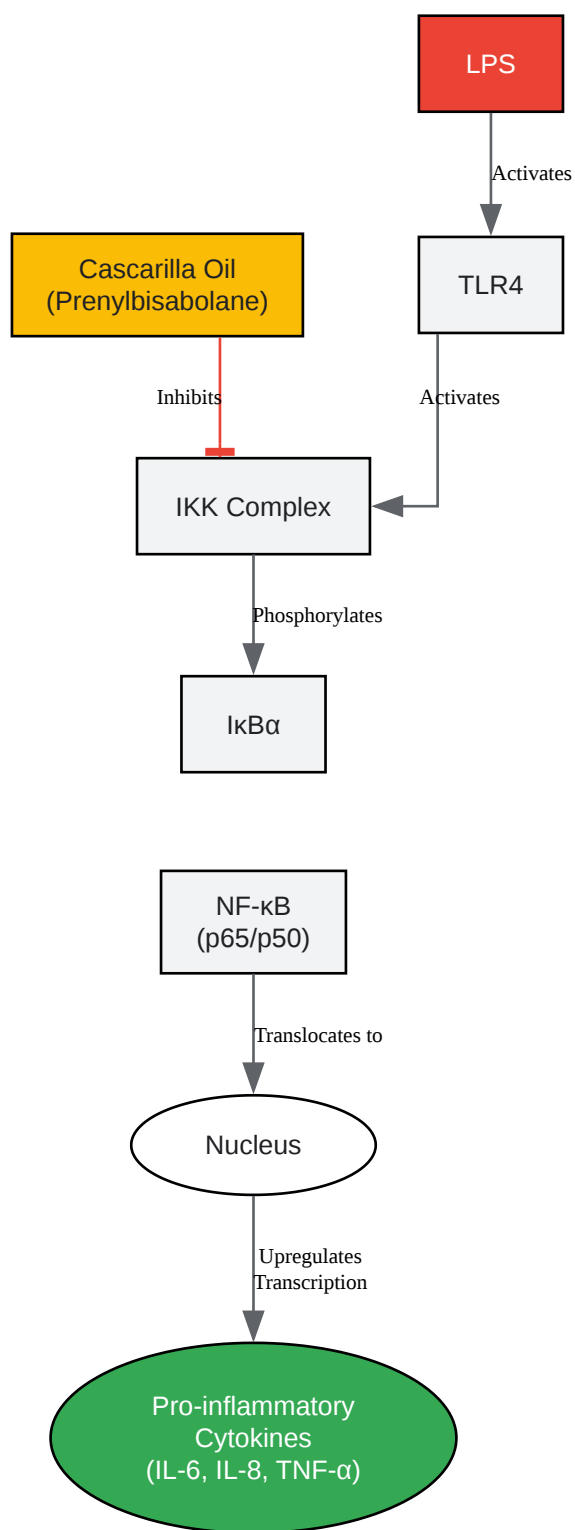 LPS
Activates
Cascarilla Oil
(Prenylbisabolane)
TLR4
Inhibits
Activates
IKK Complex
Phosphorylates
IκBα
NF-κB
(p65/p50)
Translocates to
Nucleus
Upregulates
Transcription
Pro-inflammatory
Cytokines
(IL-6, IL-8, TNF-α)